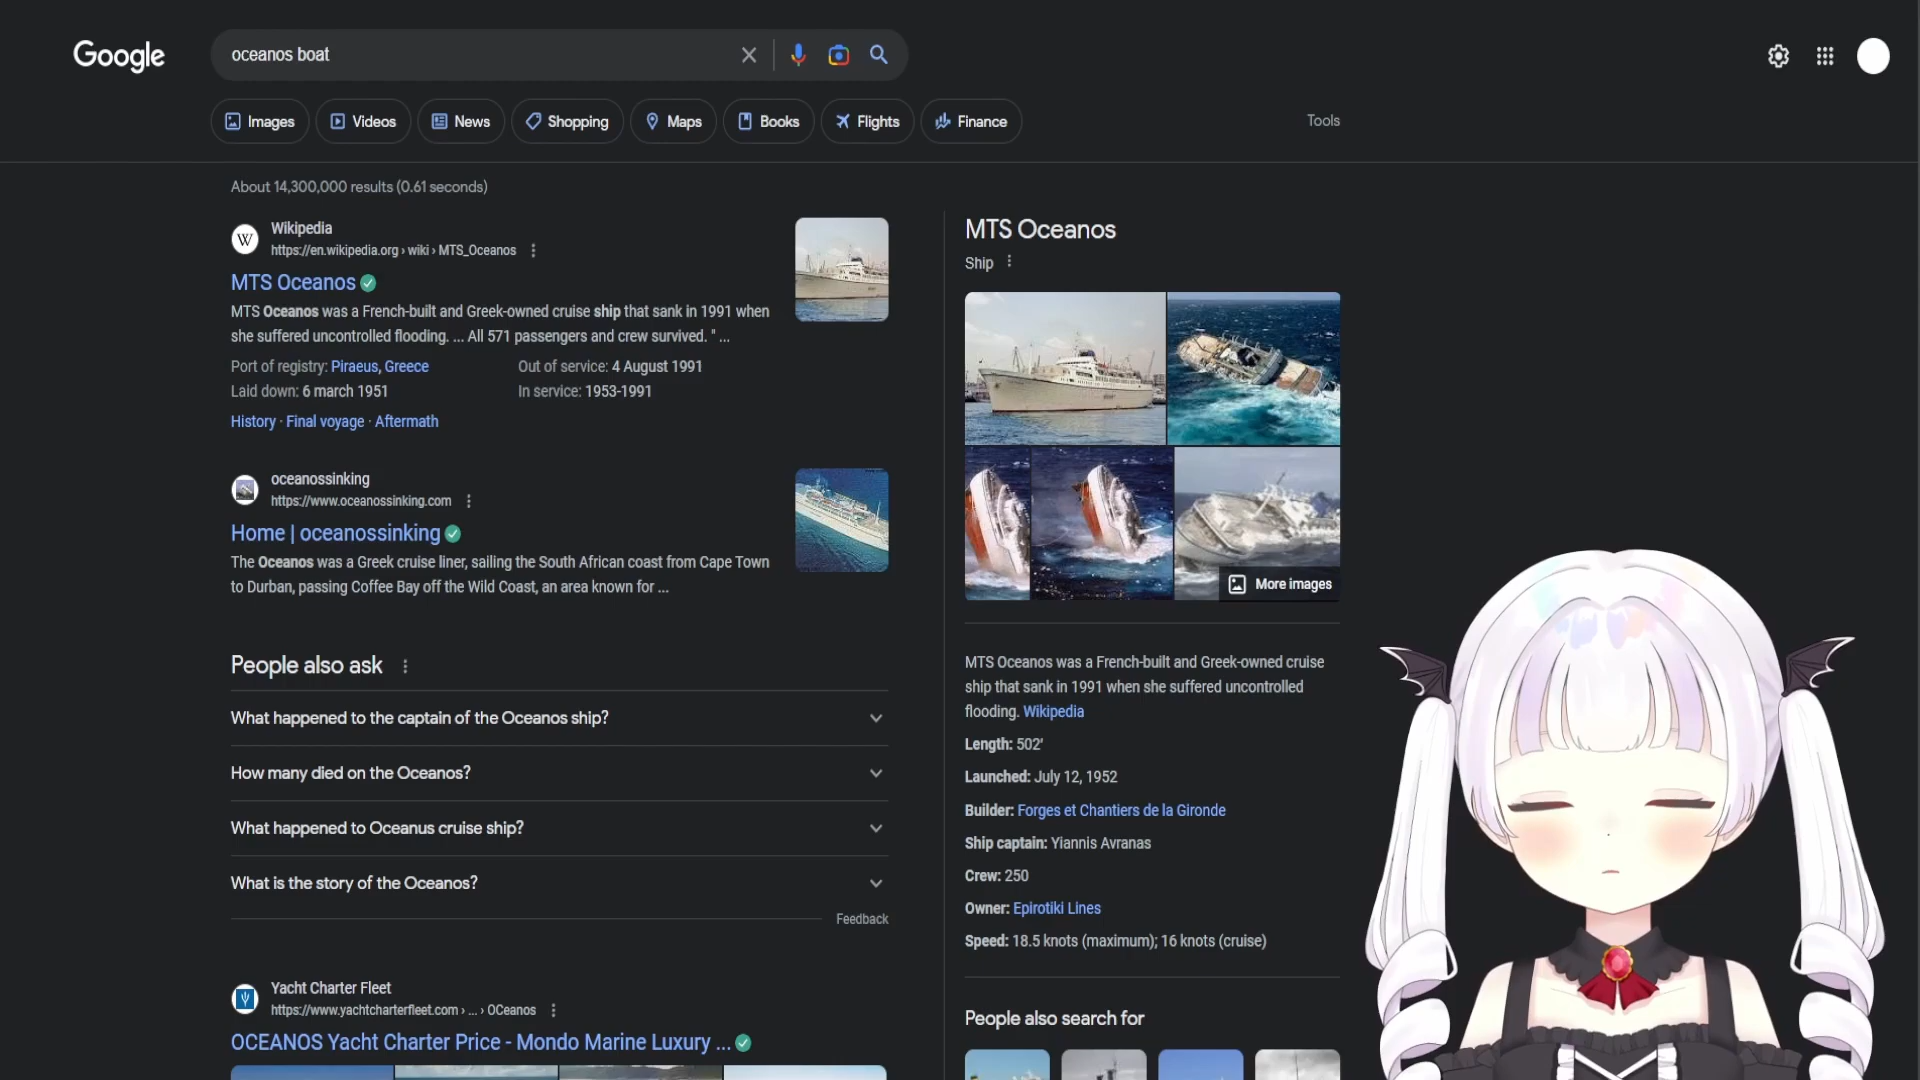 Google
oceanos boat
Images
Videos
News
Shopping
Maps
Books
Flights
Finance
Tools
About 14,300,000 results (0.61 seconds)
W
Wikipedia
https://en.wikipedia.org › wiki › MTS_Oceanos
MTS Oceanos
MTS Oceanos was a French-built and Greek-owned cruise ship that sank in 1991 when
she suffered uncontrolled flooding. ... All 571 passengers and crew survived. " ...
Port of registry: Piraeus, Greece
Out of service: 4 August 1991
Laid down: 6 march 1951
In service: 1953-1991
History · Final voyage · Aftermath
oceanossinking
https://www.oceanossinking.com
Home | oceanossinking
The Oceanos was a Greek cruise liner, sailing the South African coast from Cape Town
to Durban, passing Coffee Bay off the Wild Coast, an area known for ...
People also ask
What happened to the captain of the Oceanos ship?
How many died on the Oceanos?
What happened to Oceanus cruise ship?
What is the story of the Oceanos?
Feedback
Yacht Charter Fleet
https://www.yachtcharterfleet.com › ... › OCeanos
OCEANOS Yacht Charter Price - Mondo Marine Luxury ...
MTS Oceanos
Ship
More images
MTS Oceanos was a French-built and Greek-owned cruise
ship that sank in 1991 when she suffered uncontrolled
flooding. Wikipedia
Length: 502′
Launched: July 12, 1952
Builder: Forges et Chantiers de la Gironde
Ship captain: Yiannis Avranas
Crew: 250
Owner: Epirotiki Lines
Speed: 18.5 knots (maximum); 16 knots (cruise)
People also search for